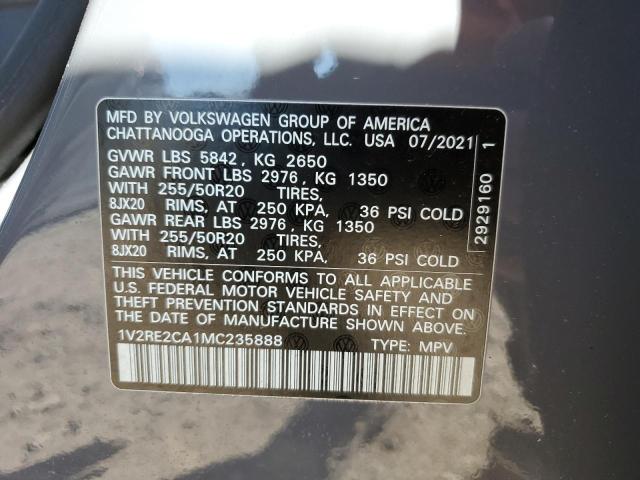 MFD BY VOLKSWAGEN GROUP OF AMERICA
CHATTANOOGA OPERATIONS, LLC. USA 07/2021
GVWR LBS 5842, KG 2650
GAWR FRONT LBS 2976, KG 1350
WITH 255/50R20 TIRES,
8JX20 RIMS, AT 250 KPA, 36 PSI COLD
GAWR REAR LBS 2976, KG 1350
WITH 255/50R20 TIRES,
8JX20 RIMS, AT 250 KPA, 36 PSI COLD
THIS VEHICLE CONFORMS TO ALL APPLICABLE
U.S. FEDERAL MOTOR VEHICLE SAFETY AND
THEFT PREVENTION STANDARDS IN EFFECT ON
THE DATE OF MANUFACTURE SHOWN ABOVE.
1V2RE2CA1MC235888 TYPE: MPV
2929160 1